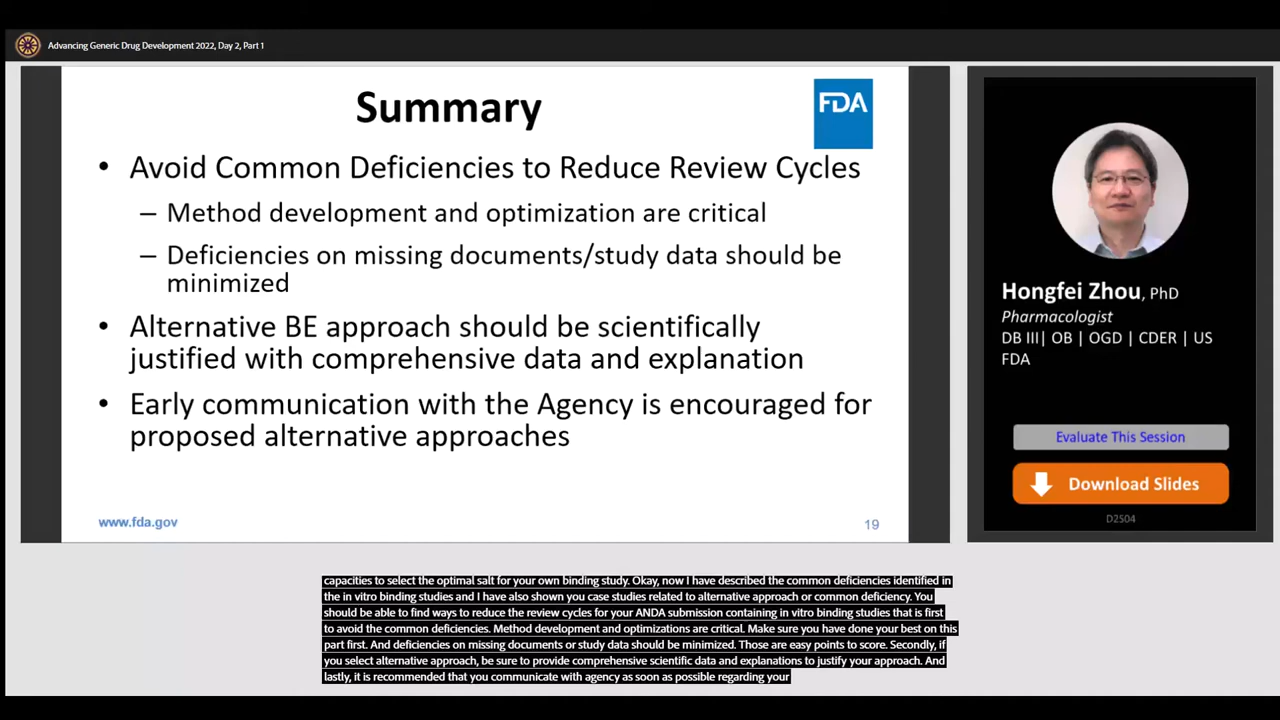 Advancing Generic Drug Development 2022, Day 2, Part 1
Summary
FDA
• Avoid Common Deficiencies to Reduce Review Cycles
– Method development and optimization are critical
– Deficiencies on missing documents/study data should be
minimized
• Alternative BE approach should be scientifically
justified with comprehensive data and explanation
• Early communication with the Agency is encouraged for
proposed alternative approaches
www.fda.gov
19
Hongfei Zhou, PhD
Pharmacologist
DB III| OB | OGD | CDER | US
FDA
Evaluate This Session
Download Slides
D2504
capacities to select the optimal salt for your own binding study. Okay, now I have described the common deficiencies identified in
the in vitro binding studies and I have also shown you case studies related to alternative approach or common deficiency. You
should be able to find ways to reduce the review cycles for your ANDA submission containing in vitro binding studies that is first
to avoid the common deficiencies. Method development and optimizations are critical. Make sure you have done your best on this
part first. And deficiencies on missing documents or study data should be minimized. Those are easy points to score. Secondly, if
you select alternative approach, be sure to provide comprehensive scientific data and explanations to justify your approach. And
lastly, it is recommended that you communicate with agency as soon as possible regarding your